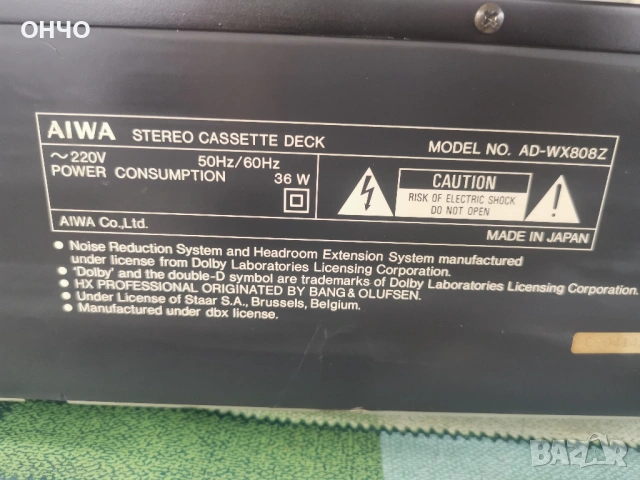 ОНЧО
AIWA STEREO CASSETTE DECK MODEL NO. AD-WX808Z
~220V 50Hz/60Hz
POWER CONSUMPTION 36 W
CAUTION
RISK OF ELECTRIC SHOCK
DO NOT OPEN
AIWA Co.,Ltd. MADE IN JAPAN
• Noise Reduction System and Headroom Extension System manufactured
under license from Dolby Laboratories Licensing Corporation.
• 'Dolby' and the double-D symbol are trademarks of Dolby Laboratories Licensing Corporation.
• HX PROFESSIONAL ORIGINATED BY BANG & OLUFSEN.
• Under License of Staar S.A., Brussels, Belgium.
• Manufactured under dbx license.
BAZAR